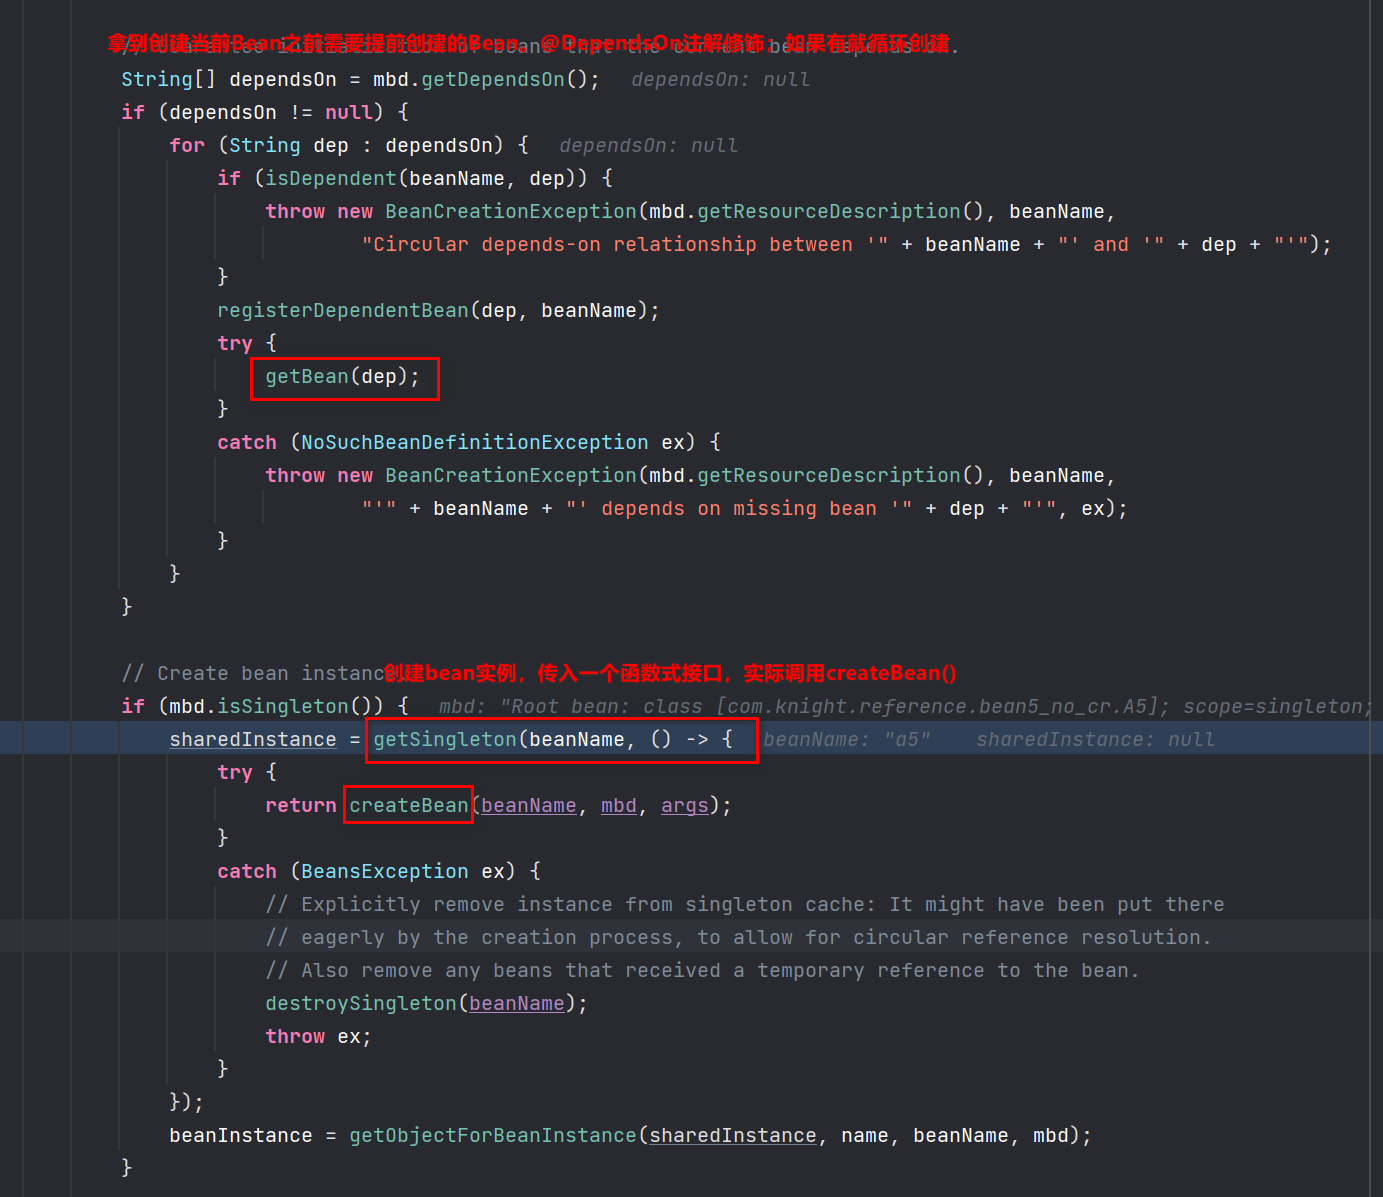 拿到创建当前Bean之前需要提前创建的Bean，@DependsOn注解修饰，如果有就循环创建
String[] dependsOn = mbd.getDependsOn();   dependsOn: null
if (dependsOn != null) {
for (String dep : dependsOn) {   dependsOn: null
if (isDependent(beanName, dep)) {
throw new BeanCreationException(mbd.getResourceDescription(), beanName,
"Circular depends-on relationship between '" + beanName + "' and '" + dep + "'");
}
registerDependentBean(dep, beanName);
try {
getBean(dep);
}
catch (NoSuchBeanDefinitionException ex) {
throw new BeanCreationException(mbd.getResourceDescription(), beanName,
"'" + beanName + "' depends on missing bean '" + dep + "'", ex);
}
}
}
// Create bean instanc创建bean实例，传入一个函数式接口，实际调用createBean()
if (mbd.isSingleton()) {   mbd: "Root bean: class [com.knight.reference.bean5_no_cr.A5]; scope=singleton;
sharedInstance = getSingleton(beanName, () -> {   beanName: "a5"    sharedInstance: null
try {
return createBean(beanName, mbd, args);
}
catch (BeansException ex) {
// Explicitly remove instance from singleton cache: It might have been put there
// eagerly by the creation process, to allow for circular reference resolution.
// Also remove any beans that received a temporary reference to the bean.
destroySingleton(beanName);
throw ex;
}
});
beanInstance = getObjectForBeanInstance(sharedInstance, name, beanName, mbd);
}